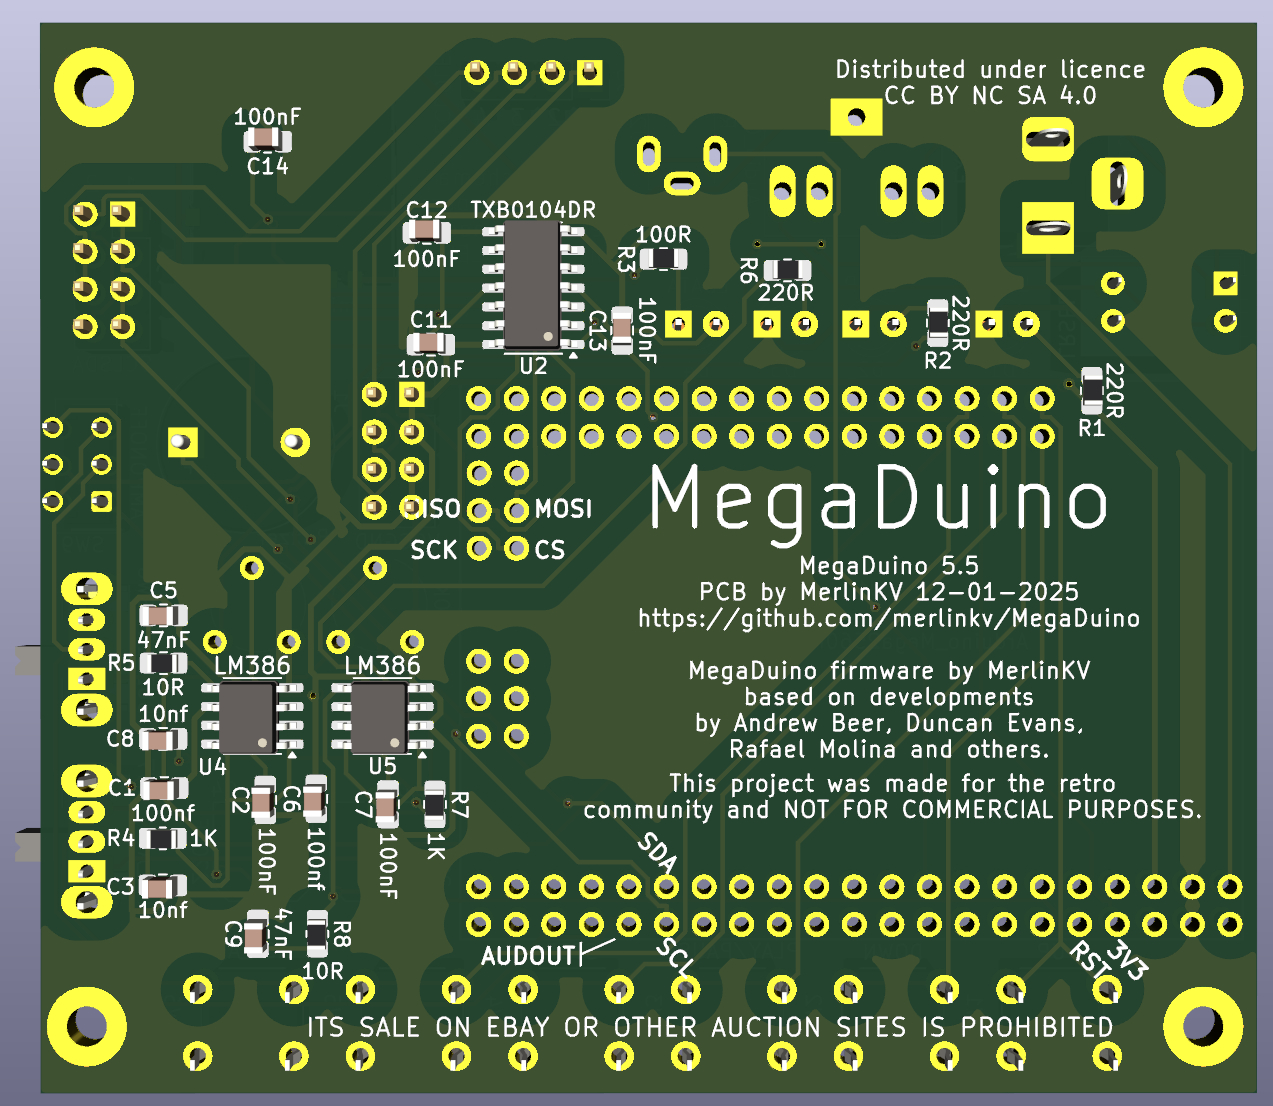 Distributed under licence
CC BY NC SA 4.0
100nF
C14
C12
100nF
TXB0104DR
100R
R3
R6
220R
C11
100nF
U2
C13
100nF
220R
R2
220R
R1
ISO
MOSI
SCK
CS
MegaDuino
MegaDuino 5.5
PCB by MerlinKV 12-01-2025
https://github.com/merlinkv/MegaDuino
MegaDuino firmware by MerlinKV
based on developments
by Andrew Beer, Duncan Evans,
Rafael Molina and others.
This project was made for the retro
community and NOT FOR COMMERCIAL PURPOSES.
C5
47nF
R5
10R
10nf
C8
C1
100nf
R4
1K
C3
10nf
LM386
U4
LM386
U5
C2
100nF
C6
100nf
C7
100nF
R7
1K
C9
47nF
R8
10R
SDA
AUDOUT
SCL
RST
3V3
ITS SALE ON EBAY OR OTHER AUCTION SITES IS PROHIBITED